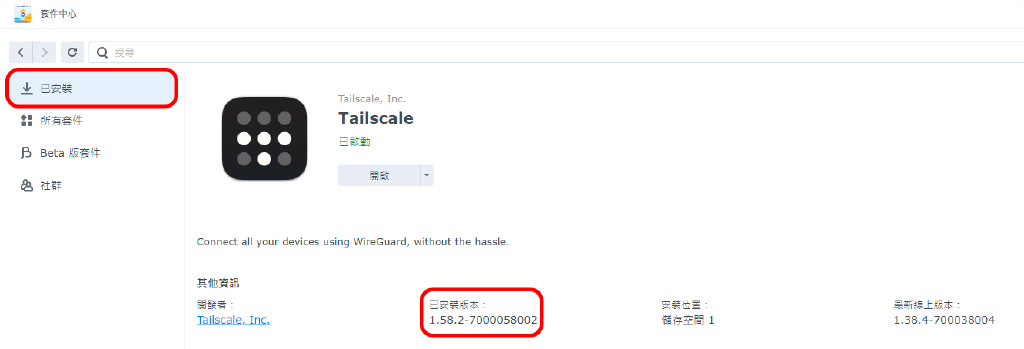 套件中心
搜尋
已安裝
所有套件
Beta 版套件
社群
Tailscale, Inc.
Tailscale
已啟動
開啟
Connect all your devices using WireGuard, without the hassle.
其他資訊
開發者：
Tailscale, Inc.
已安裝版本：
1.58.2-7000058002
安裝位置：
儲存空間 1
最新線上版本：
1.38.4-700038004